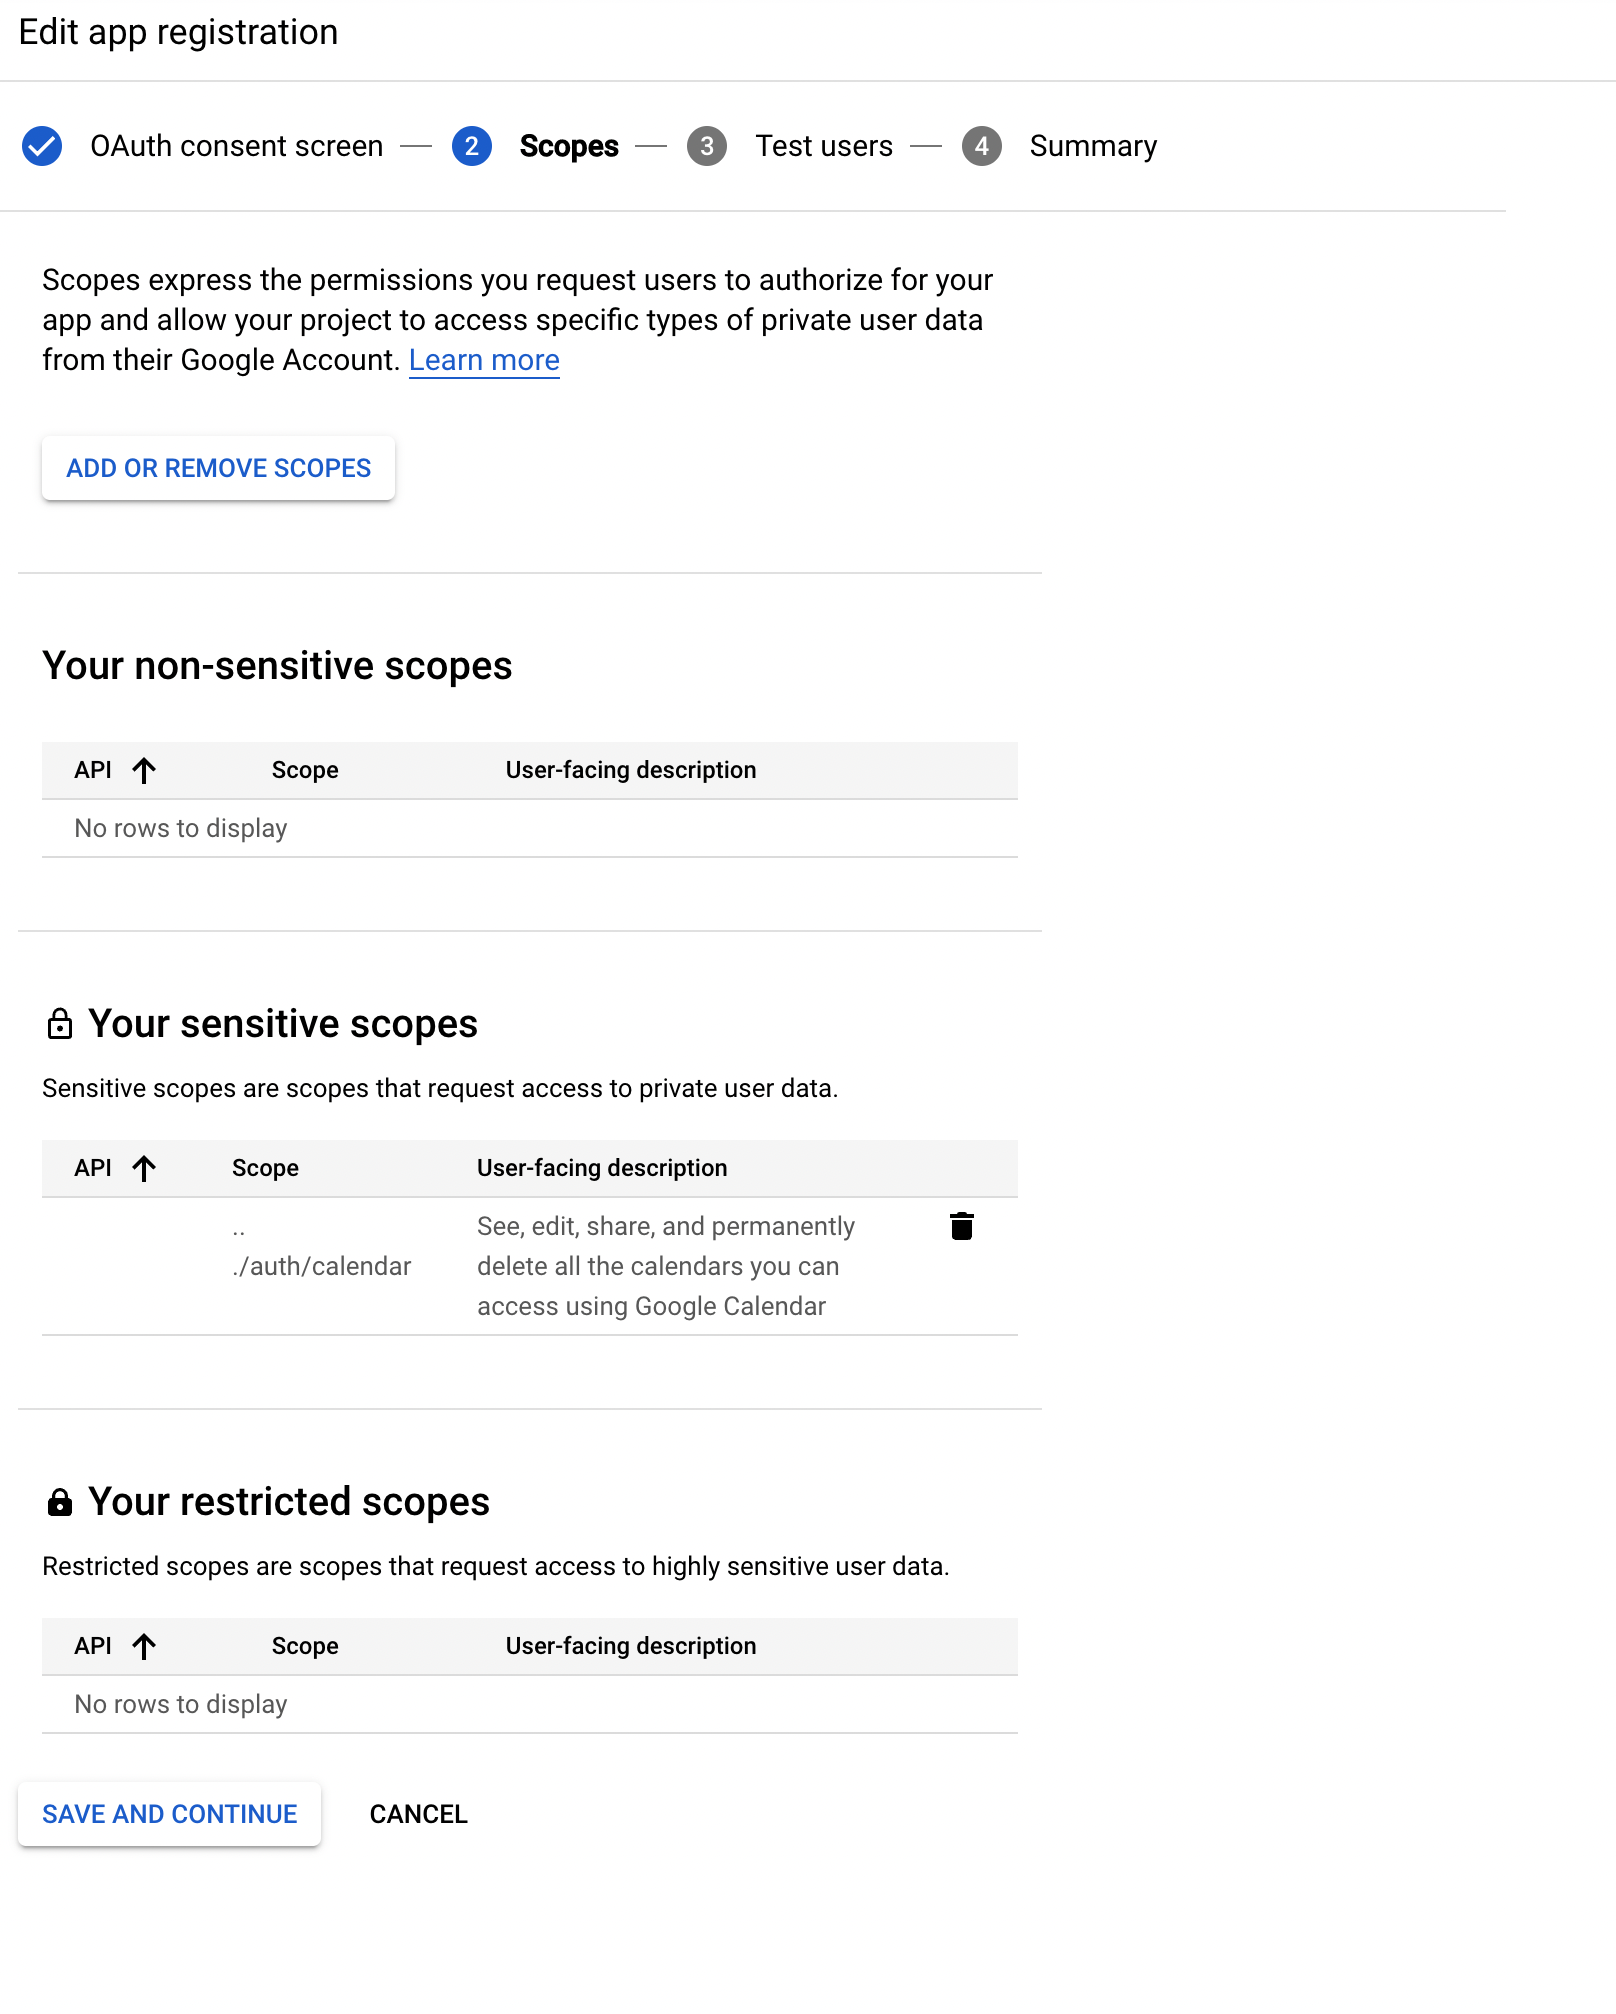 Edit app registration
OAuth consent screen — 2 Scopes — 3 Test users — 4 Summary
Scopes express the permissions you request users to authorize for your
app and allow your project to access specific types of private user data
from their Google Account. Learn more
ADD OR REMOVE SCOPES
Your non-sensitive scopes
API Scope User-facing description
No rows to display
Your sensitive scopes
Sensitive scopes are scopes that request access to private user data.
API Scope User-facing description
.. See, edit, share, and permanently
./auth/calendar delete all the calendars you can
access using Google Calendar
Your restricted scopes
Restricted scopes are scopes that request access to highly sensitive user data.
API Scope User-facing description
No rows to display
SAVE AND CONTINUE CANCEL